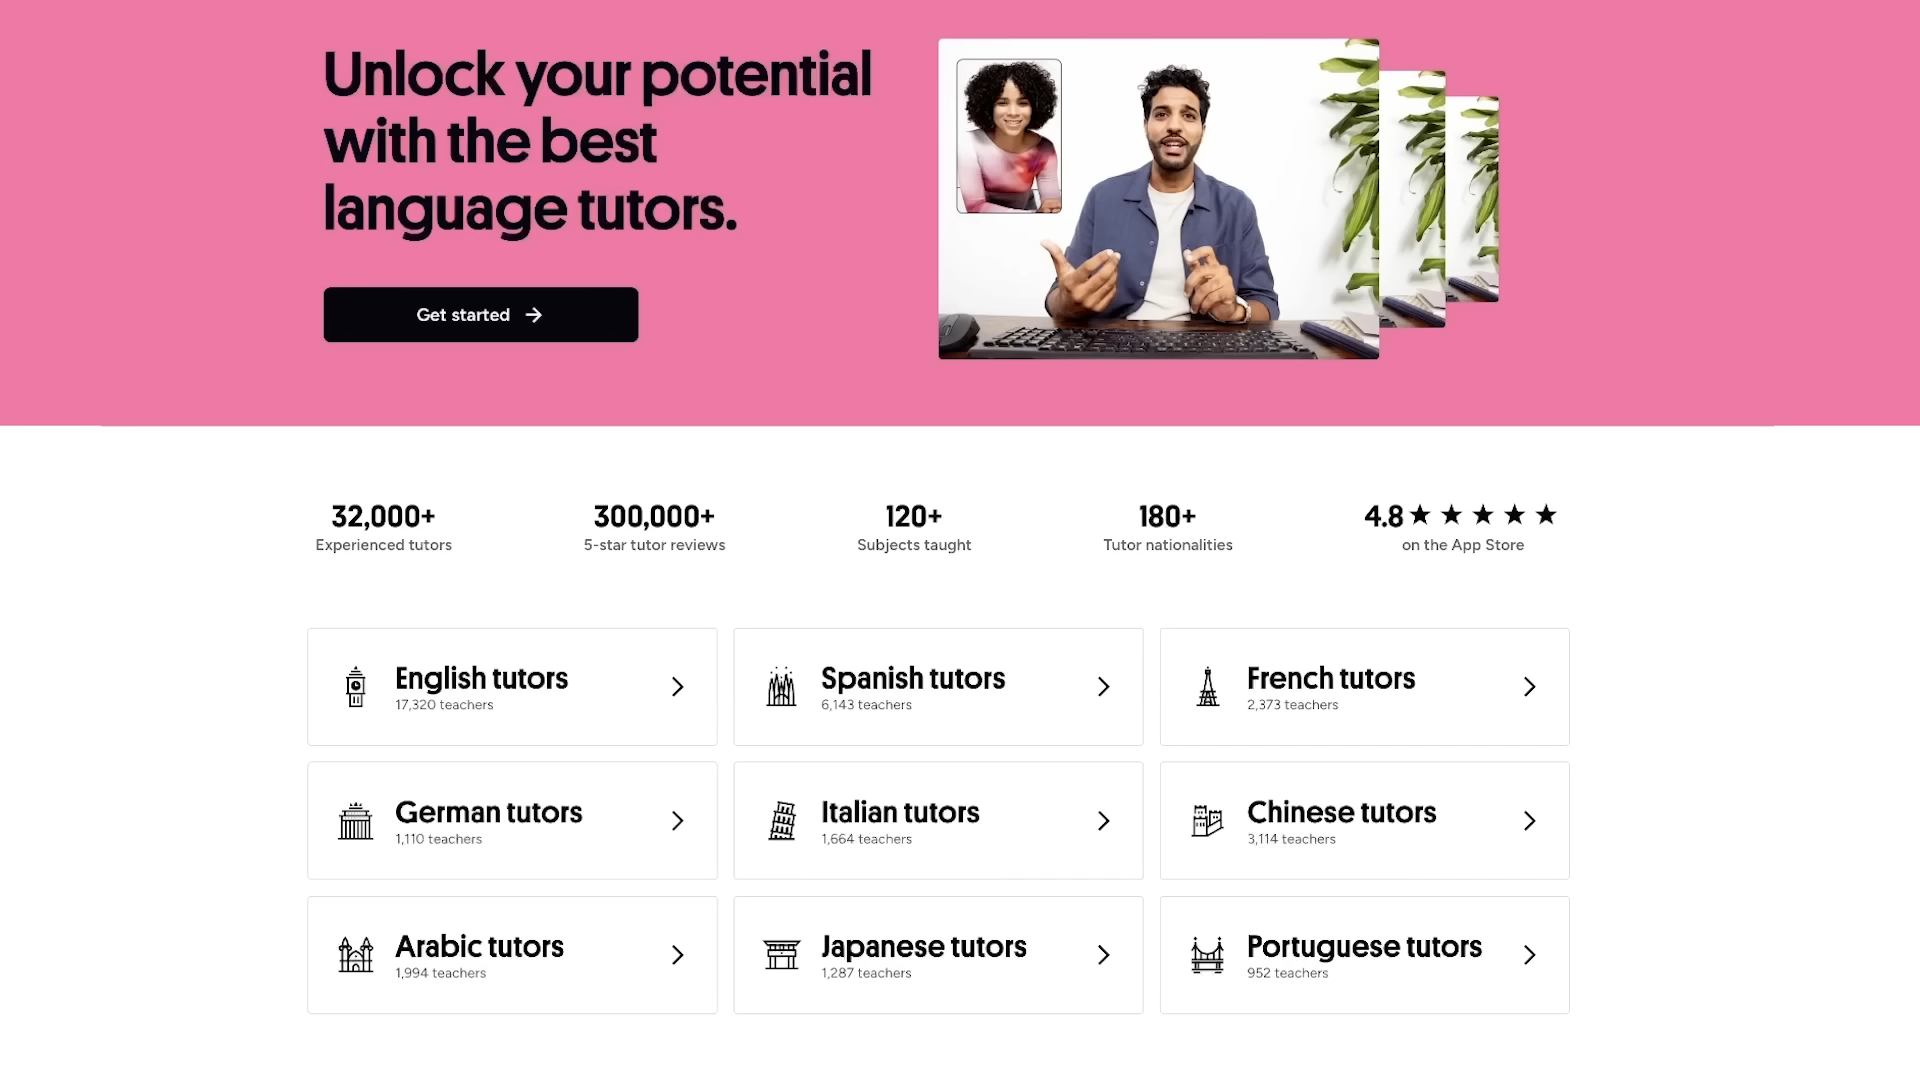 Unlock your potential
with the best
language tutors.
Get started
32,000+
Experienced tutors
300,000+
5-star tutor reviews
120+
Subjects taught
180+
Tutor nationalities
4.8
on the App Store
English tutors
17,320 teachers
Spanish tutors
6,143 teachers
French tutors
2,373 teachers
German tutors
1,110 teachers
Italian tutors
1,664 teachers
Chinese tutors
3,114 teachers
Arabic tutors
1,994 teachers
Japanese tutors
1,287 teachers
Portuguese tutors
952 teachers